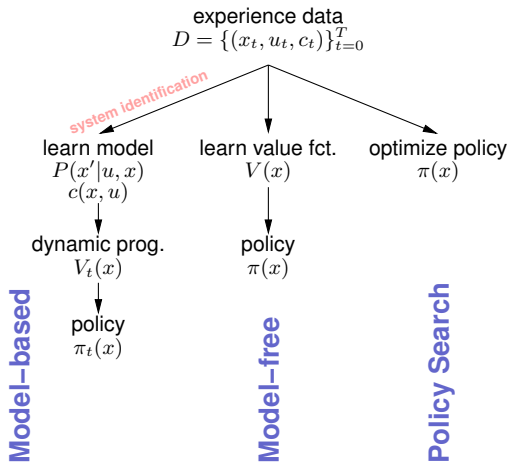 experience data
D = {(x_t, u_t, c_t)}_{t=0}^T
system identification
learn model
P(x'|u, x)
c(x, u)
learn value fct.
V(x)
optimize policy
π(x)
dynamic prog.
V_t(x)
policy
π(x)
policy
π_t(x)
Model−based
Model−free
Policy Search